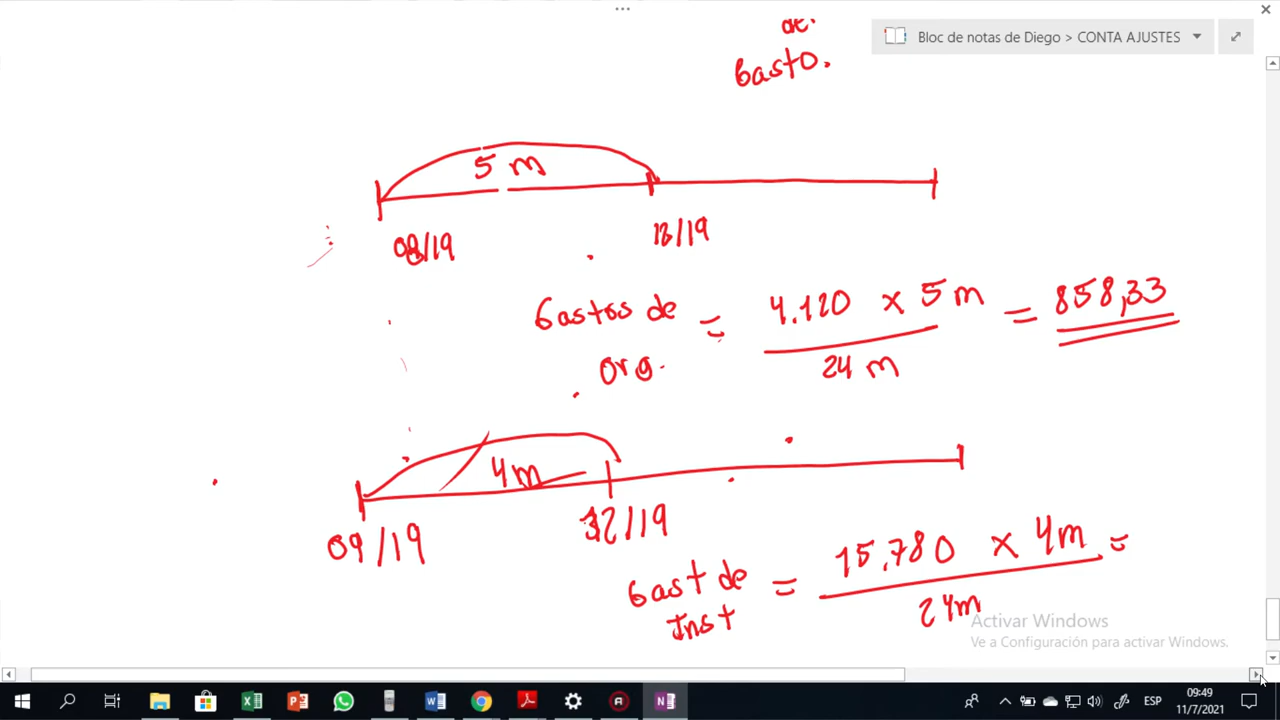 de.
Bloc de notas de Diego > CONTA AJUSTES
Gasto.
5 m
08/19
12/19
Gastos de
org.
=
4.120 x 5 m
24 m
= 858,33
4m
09/19
12/19
Gast de
Inst
=
15.780 x 4m =
24m
Activar Windows
Ve a Configuración para activar Windows.
ESP
09:49
11/7/2021